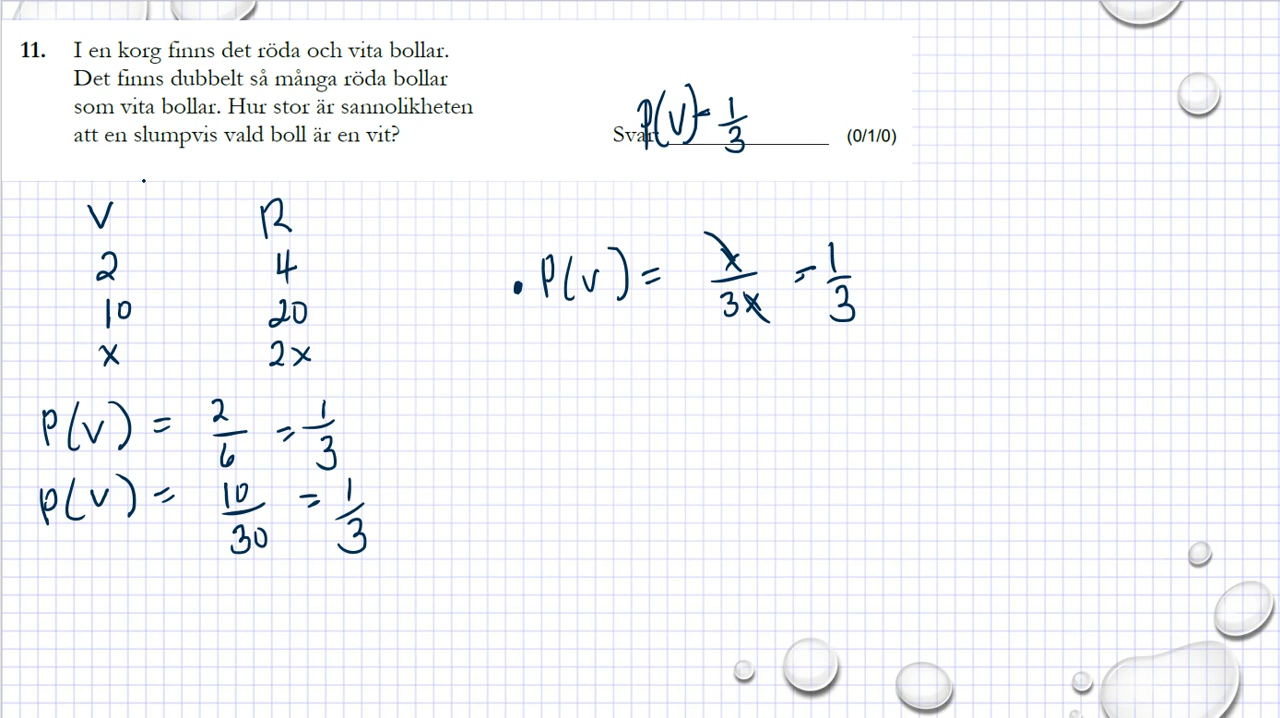 11. I en korg finns det röda och vita bollar.
Det finns dubbelt så många röda bollar
som vita bollar. Hur stor är sannolikheten
att en slumpvis vald boll är en vit?
Svar: P(V) = 1/3 (0/1/0)
V R
2 4
10 20
x 2x
P(V) = 2/6 = 1/3
P(V) = 10/30 = 1/3
. P(V) = x/3x = 1/3